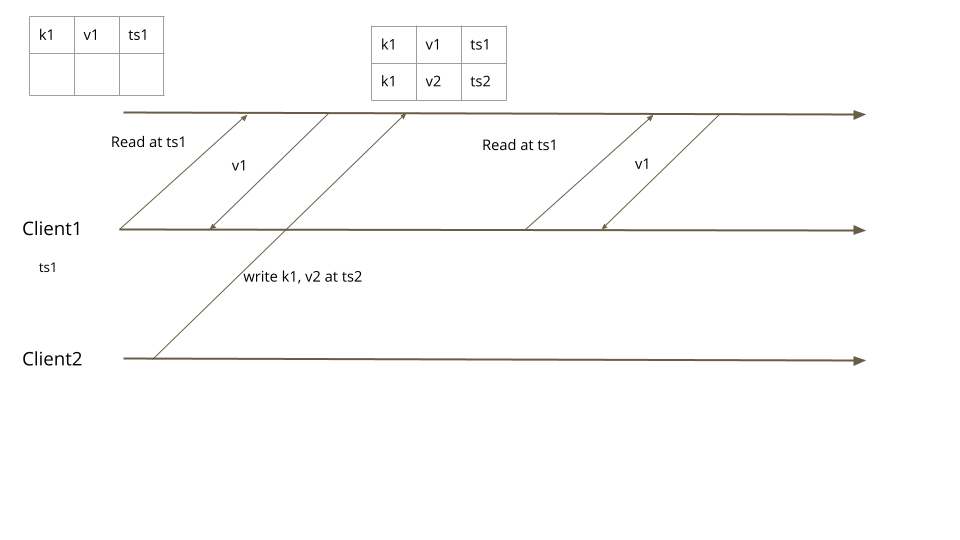 k1 v1 ts1
k1 v1 ts1
k1 v2 ts2
Read at ts1
v1
Read at ts1
v1
Client1
ts1
write k1, v2 at ts2
Client2